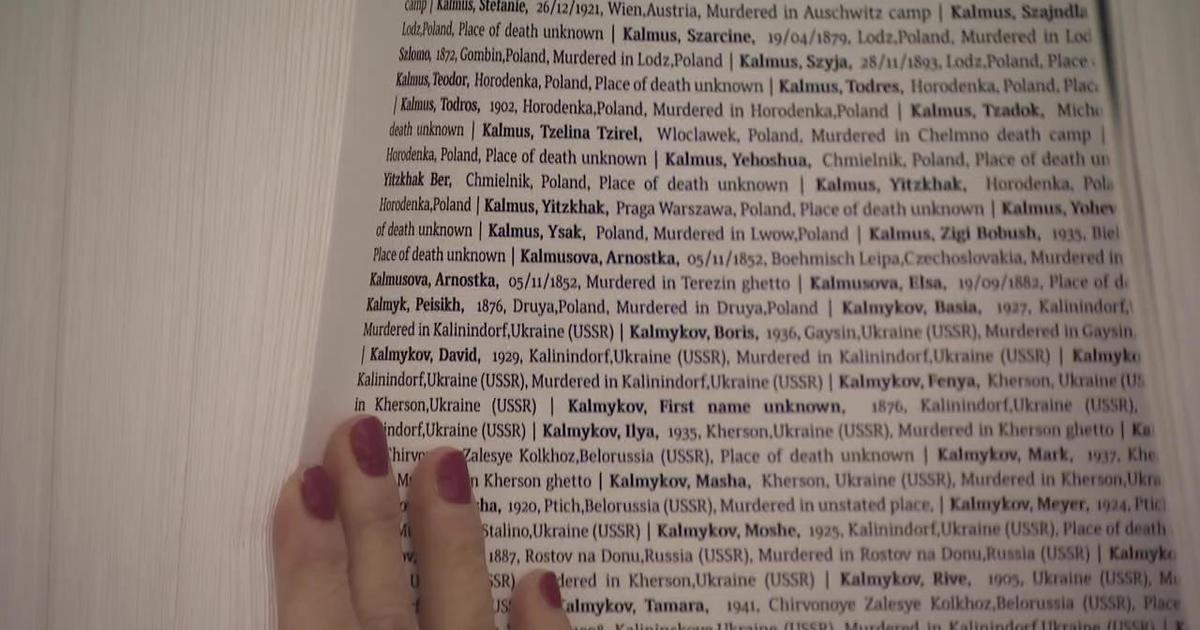 camp | Kalmus, Stefanie, 26/12/1921, Wien,Austria, Murdered in Auschwitz camp | Kalmus, Szajndla
Lodz,Poland, Place of death unknown | Kalmus, Szarcine, 19/04/1879, Lodz,Poland, Murdered in Lod
Szlomo, 1872, Gombin,Poland, Murdered in Lodz,Poland | Kalmus, Szyja, 28/11/1893, Lodz,Poland, Place
Kalmus, Teodor, Horodenka, Poland, Place of death unknown | Kalmus, Todres, Horodenka, Poland, Plac
| Kalmus, Todros, 1902, Horodenka,Poland, Murdered in Horodenka,Poland | Kalmus, Tzadok, Miche
death unknown | Kalmus, Tzelina Tzirel, Wloclawek, Poland, Murdered in Chelmno death camp |
Horodenka, Poland, Place of death unknown | Kalmus, Yehoshua, Chmielnik, Poland, Place of death un
Yitzkhak Ber, Chmielnik, Poland, Place of death unknown | Kalmus, Yitzkhak, Horodenka, Pola
Horodenka,Poland | Kalmus, Yitzkhak, Praga Warszawa, Poland, Place of death unknown | Kalmus, Yohev
of death unknown | Kalmus, Ysak, Poland, Murdered in Lwow,Poland | Kalmus, Zigi Bobush, 1935, Biel
Place of death unknown | Kalmusova, Arnostka, 05/11/1852, Boehmisch Leipa,Czechoslovakia, Murdered in
Kalmusova, Arnostka, 05/11/1852, Murdered in Terezin ghetto | Kalmusova, Elsa, 19/09/1882, Place of de
Kalmyk, Peisikh, 1876, Druya,Poland, Murdered in Druya,Poland | Kalmykov, Basia, 1927, Kalinindorf,
Murdered in Kalinindorf,Ukraine (USSR) | Kalmykov, Boris, 1936, Gaysin,Ukraine (USSR), Murdered in Gaysin,
| Kalmykov, David, 1929, Kalinindorf,Ukraine (USSR), Murdered in Kalinindorf,Ukraine (USSR) | Kalmyko
Kalinindorf,Ukraine (USSR), Murdered in Kalinindorf,Ukraine (USSR) | Kalmykov, Fenya, Kherson, Ukraine (US
in Kherson,Ukraine (USSR) | Kalmykov, First name unknown, 1876, Kalinindorf,Ukraine (USSR),
indorf,Ukraine (USSR) | Kalmykov, Ilya, 1935, Kherson,Ukraine (USSR), Murdered in Kherson ghetto | Ka
Zalesye Kolkhoz,Belorussia (USSR), Place of death unknown | Kalmykov, Mark, 1937, Khe
n Kherson ghetto | Kalmykov, Masha, Kherson, Ukraine (USSR), Murdered in Kherson,Ukra
sha, 1920, Ptich,Belorussia (USSR), Murdered in unstated place, | Kalmykov, Meyer, 1924, Ptic
Stalino,Ukraine (USSR) | Kalmykov, Moshe, 1925, Kalinindorf,Ukraine (USSR), Place of death
1887, Rostov na Donu,Russia (USSR), Murdered in Rostov na Donu,Russia (USSR) | Kalmyko
dered in Kherson,Ukraine (USSR) | Kalmykov, Rive, 1905, Ukraine (USSR), Mu
almykov, Tamara, 1941, Chirvonoye Zalesye Kolkhoz,Belorussia (USSR), Place